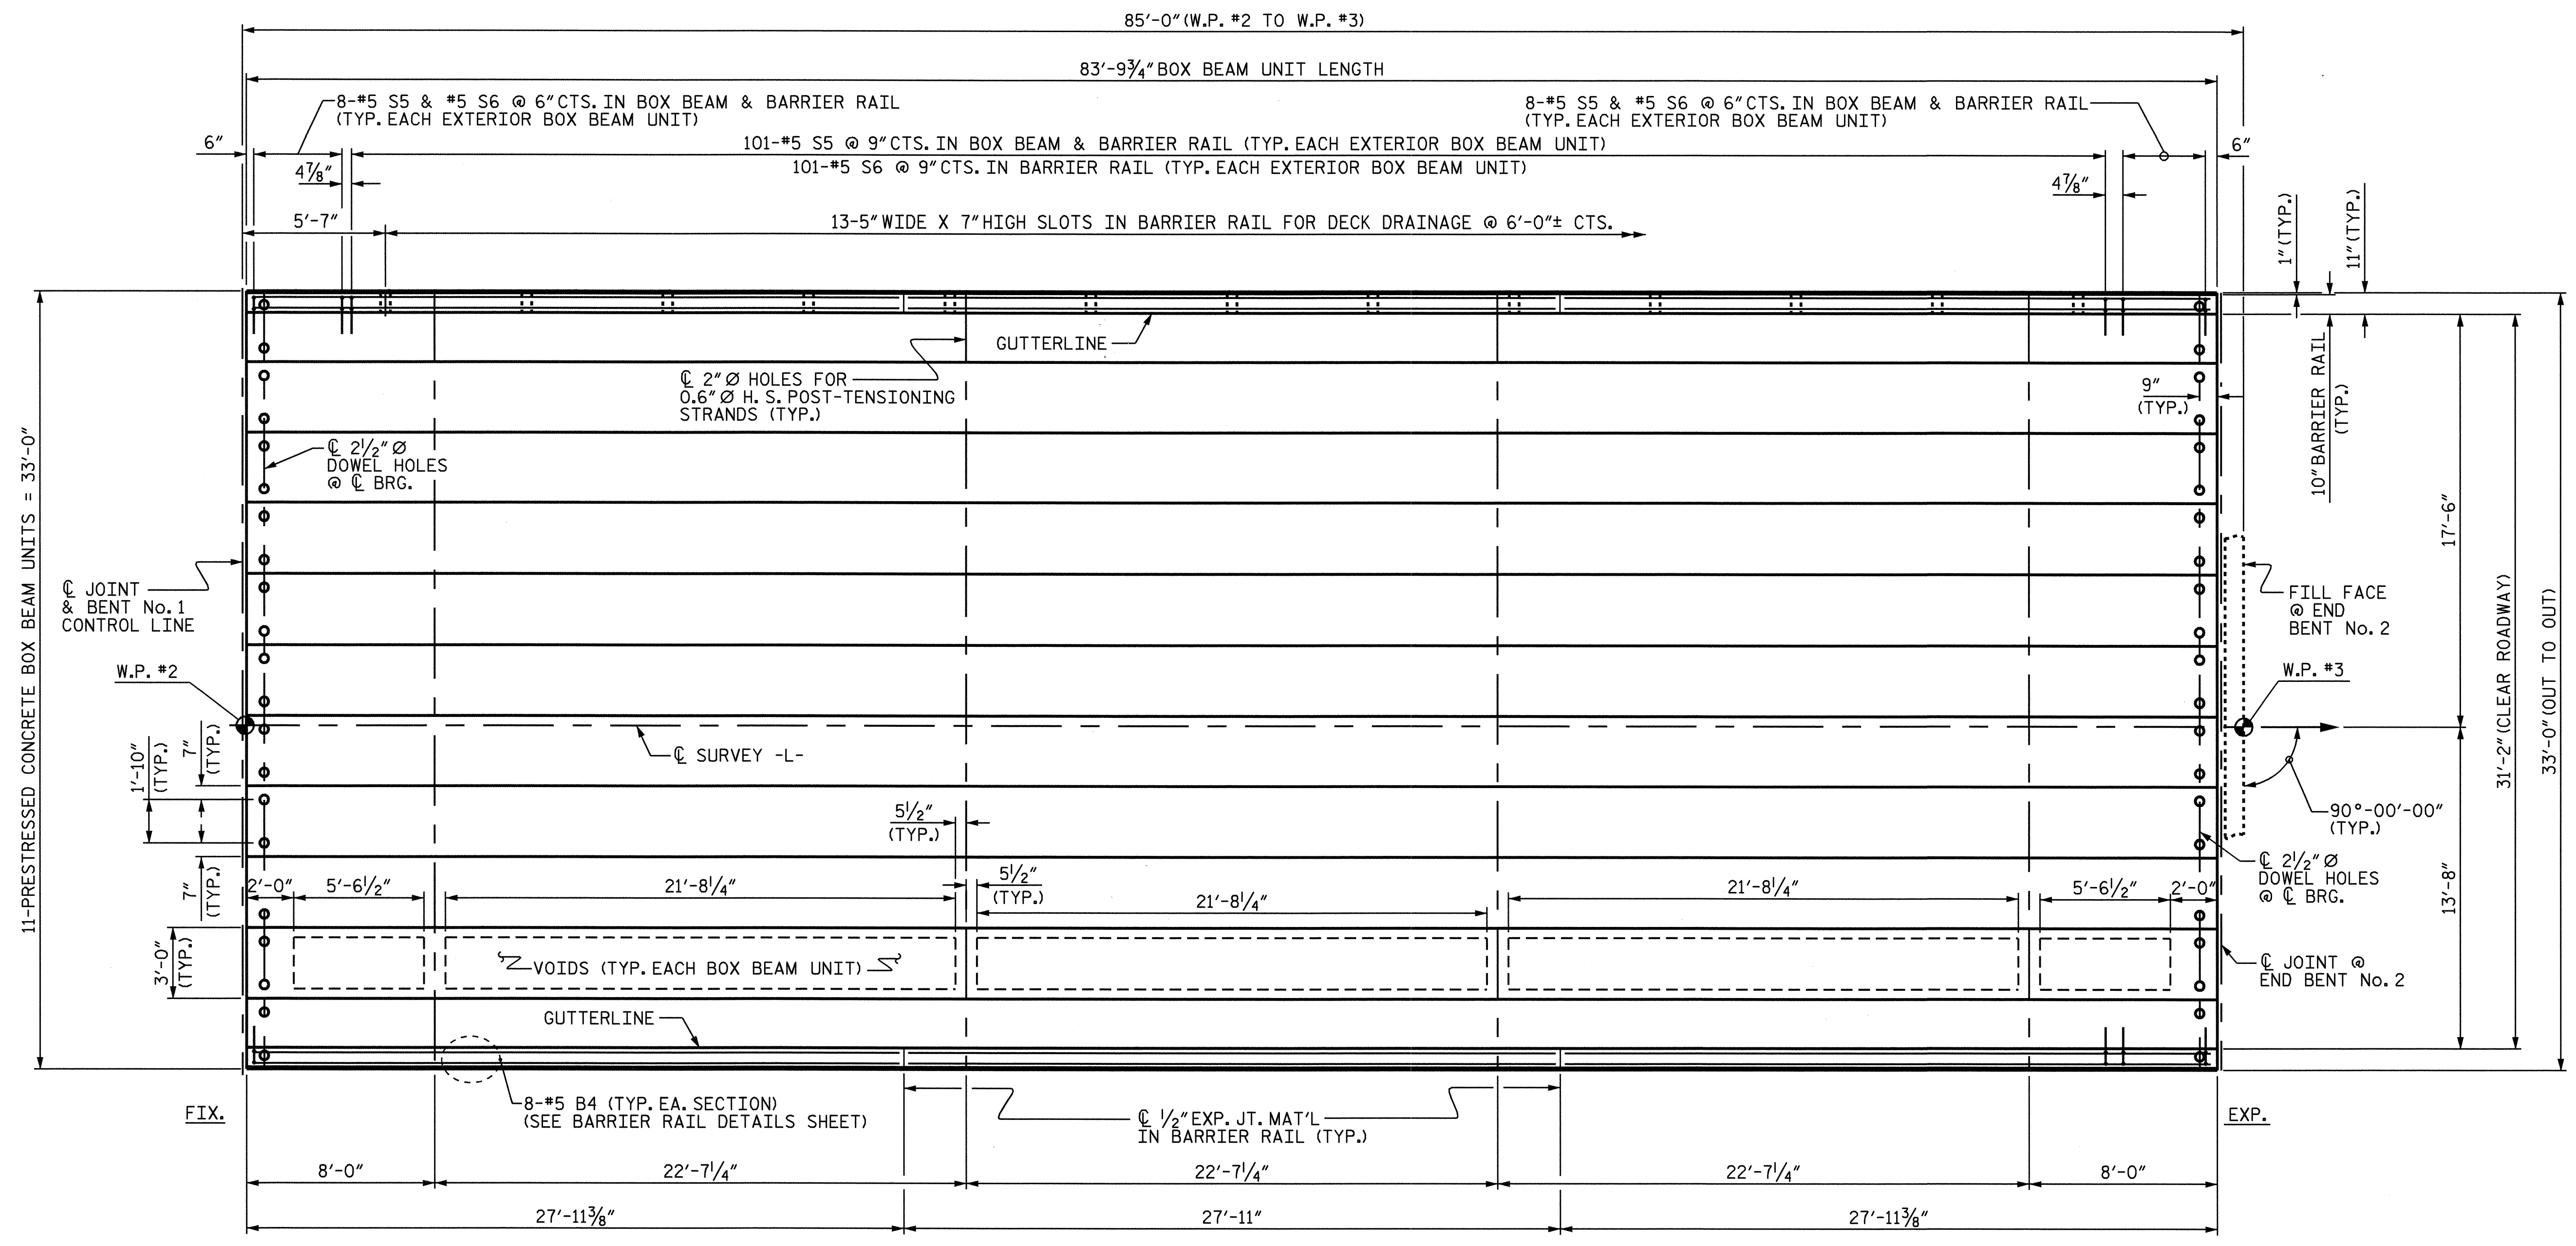 85'-0" (W.P. #2 TO W.P. #3)
83'-9¾" BOX BEAM UNIT LENGTH
8-#5 S5 & #5 S6 @ 6" CTS. IN BOX BEAM & BARRIER RAIL
(TYP. EACH EXTERIOR BOX BEAM UNIT)
8-#5 S5 & #5 S6 @ 6" CTS. IN BOX BEAM & BARRIER RAIL
(TYP. EACH EXTERIOR BOX BEAM UNIT)
6"
101-#5 S5 @ 9" CTS. IN BOX BEAM & BARRIER RAIL (TYP. EACH EXTERIOR BOX BEAM UNIT)
6"
101-#5 S6 @ 9" CTS. IN BARRIER RAIL (TYP. EACH EXTERIOR BOX BEAM UNIT)
4⅞"
4⅞"
5'-7"
13-5" WIDE X 7" HIGH SLOTS IN BARRIER RAIL FOR DECK DRAINAGE @ 6'-0"± CTS.
1" (TYP.)
11" (TYP.)
GUTTERLINE
℄ 2" Ø HOLES FOR
0.6" Ø H. S. POST-TENSIONING
STRANDS (TYP.)
9"
(TYP.)
10" BARRIER RAIL
(TYP.)
℄ 2½" Ø
DOWEL HOLES
@ ℄ BRG.
11-PRESTRESSED CONCRETE BOX BEAM UNITS = 33'-0"
17'-6"
31'-2" (CLEAR ROADWAY)
33'-0" (OUT TO OUT)
℄ JOINT
& BENT No. 1
CONTROL LINE
FILL FACE
@ END
BENT No. 2
W.P. #2
W.P. #3
℄ SURVEY -L-
1'-10"
(TYP.)
7"
(TYP.)
5½"
(TYP.)
90°-00'-00"
(TYP.)
℄ 2½" Ø
DOWEL HOLES
@ ℄ BRG.
7"
(TYP.)
2'-0"
5'-6½"
21'-8¼"
5½"
(TYP.)
21'-8¼"
21'-8¼"
5'-6½"
2'-0"
13'-8"
3'-0"
(TYP.)
VOIDS (TYP. EACH BOX BEAM UNIT)
℄ JOINT @
END BENT No. 2
GUTTERLINE
FIX.
8-#5 B4 (TYP. EA. SECTION)
(SEE BARRIER RAIL DETAILS SHEET)
℄ ½" EXP. JT. MAT'L
IN BARRIER RAIL (TYP.)
EXP.
8'-0"
22'-7¼"
22'-7¼"
22'-7¼"
8'-0"
27'-11⅜"
27'-11"
27'-11⅜"